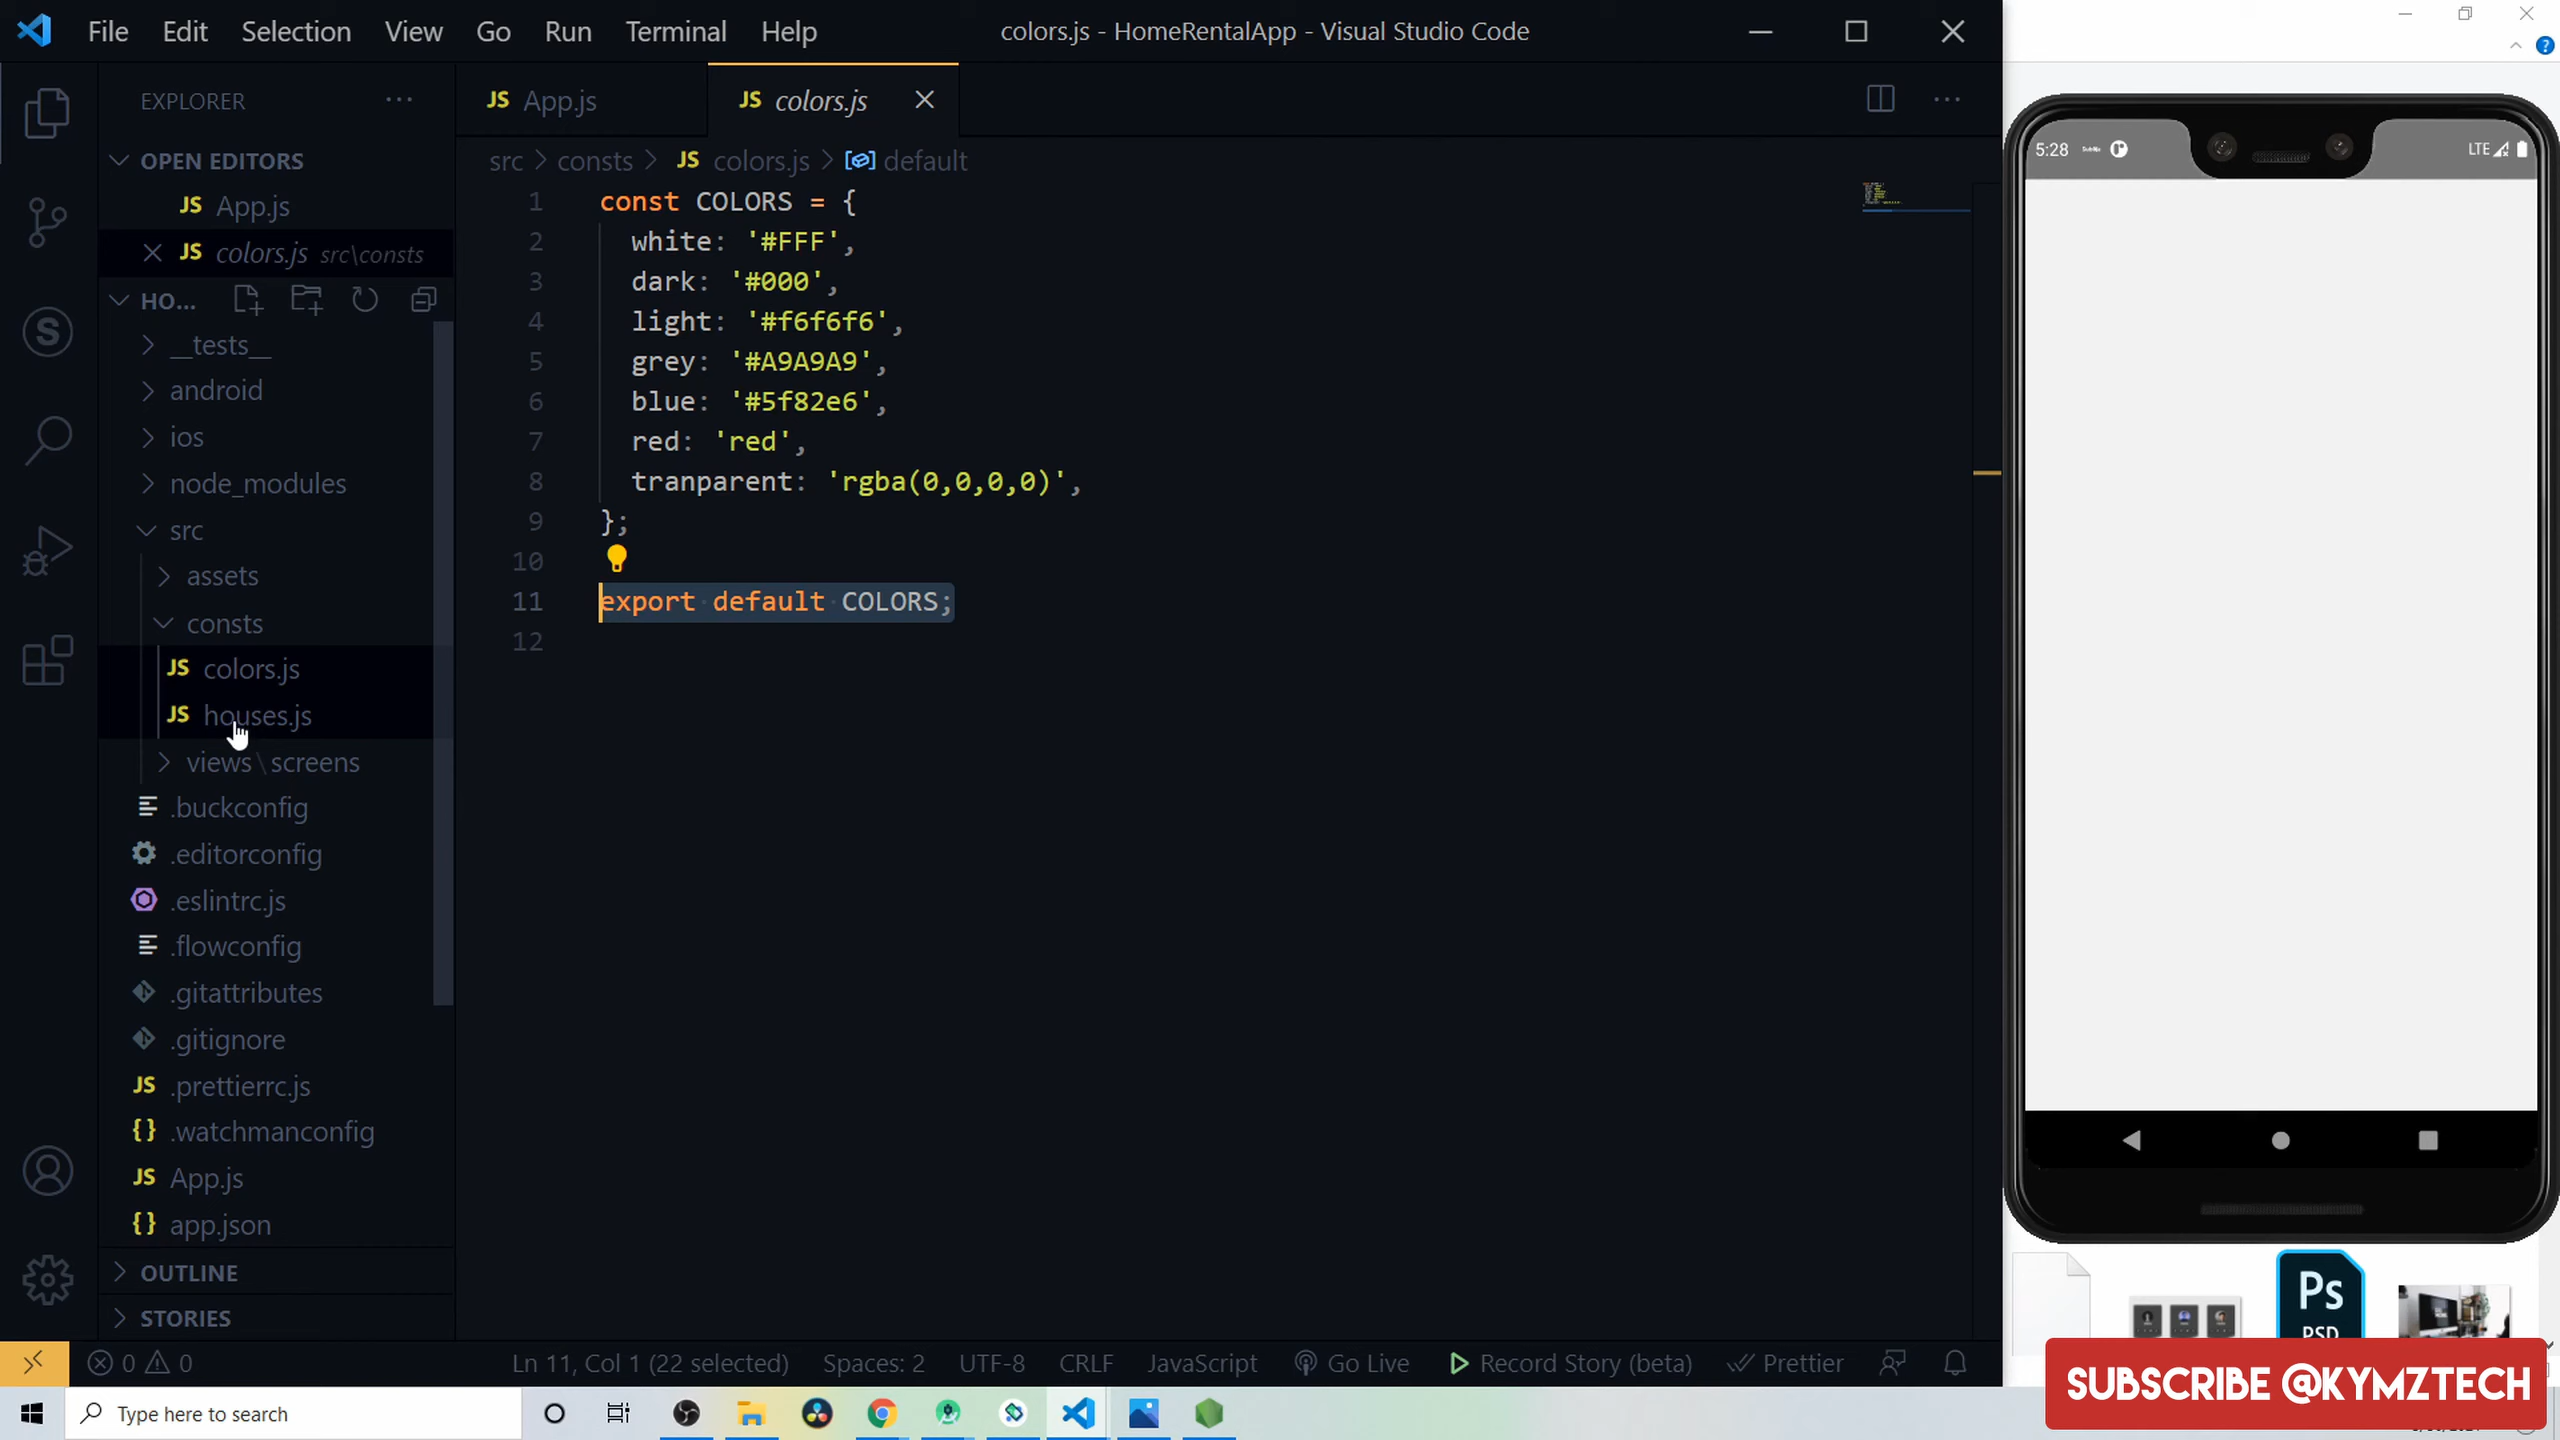 File Edit Selection View Go Run Terminal Help colors.js - HomeRentalApp - Visual Studio Code
EXPLORER
JS App.js
JS colors.js
OPEN EDITORS
JS App.js
JS colors.js src\consts
HO...
__tests__
android
ios
node_modules
src
assets
consts
JS colors.js
JS houses.js
views\screens
.buckconfig
.editorconfig
.eslintrc.js
.flowconfig
.gitattributes
.gitignore
JS .prettierrc.js
{} .watchmanconfig
JS App.js
{} app.json
OUTLINE
STORIES
src > consts > JS colors.js > default
1 const COLORS = {
2 white: '#FFF',
3 dark: '#000',
4 light: '#f6f6f6',
5 grey: '#A9A9A9',
6 blue: '#5f82e6',
7 red: 'red',
8 tranparent: 'rgba(0,0,0,0)',
9 };
10
11 export default COLORS;
12
0 0 Ln 11, Col 1 (22 selected) Spaces: 2 UTF-8 CRLF JavaScript Go Live Record Story (beta) Prettier
5:28 LTE
Ps
PSD
SUBSCRIBE @KYMZTECH
Type here to search